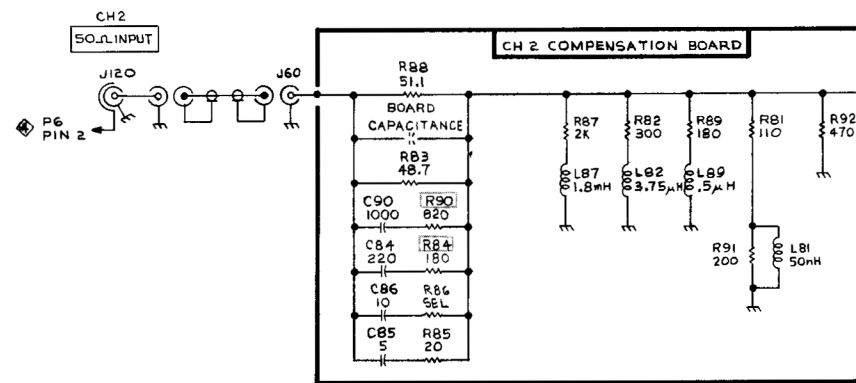 CH2
50Ω INPUT
J120
J60
P6
PIN 2
4
CH 2 COMPENSATION BOARD
R88
51.1
BOARD
CAPACITANCE
R83
48.7
C90
1000
R90
820
C84
220
R84
180
C86
10
R86
SEL
C85
5
R85
20
R87
2K
L87
1.8mH
R82
300
L82
3.75μH
R89
180
L89
.5μH
R81
110
R91
200
L81
50nH
R92
470